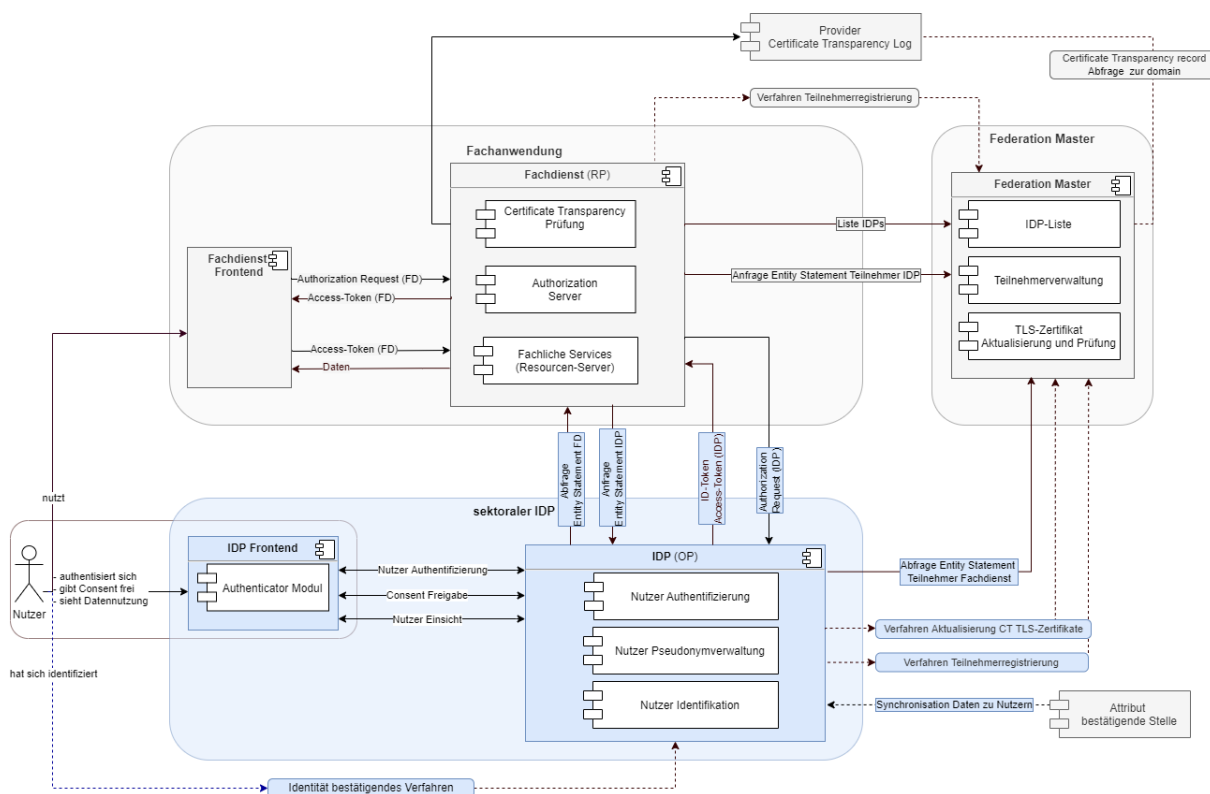 Provider
Certificate Transparency Log
Certificate Transparency record
Abfrage zur domain
Verfahren Teilnehmerregistrierung
Fachanwendung
Federation Master
Fachdienst (RP)
Federation Master
Certificate Transparency
Prüfung
Liste IDPs
IDP-Liste
Fachdienst
Frontend
Authorization Request (FD)
Access-Token (FD)
Authorization
Server
Anfrage Entity Statement Teilnehmer IDP
Teilnehmerverwaltung
TLS-Zertifikat
Aktualisierung und Prüfung
Access-Token (FD)
Daten
Fachliche Services
(Resourcen-Server)
Abfrage
Entity Statement FD
Anfrage
Entity Statement IDP
ID-Token
Access-Token (IDP)
Authorization
Request (IDP)
nutzt
sektoraler IDP
IDP Frontend
IDP (OP)
Authenticator Modul
Nutzer Authentifizierung
Consent Freigabe
Nutzer Einsicht
Nutzer Authentifizierung
Abfrage Entity Statement
Teilnehmer Fachdienst
- authentisiert sich
- gibt Consent frei
- sieht Datennutzung
Nutzer
Verfahren Aktualisierung CT TLS-Zertifikate
Nutzer Pseudonymverwaltung
Verfahren Teilnehmerregistrierung
hat sich identifiziert
Nutzer Identifikation
Synchronisation Daten zu Nutzern
Attribut
bestätigende Stelle
Identität bestätigendes Verfahren